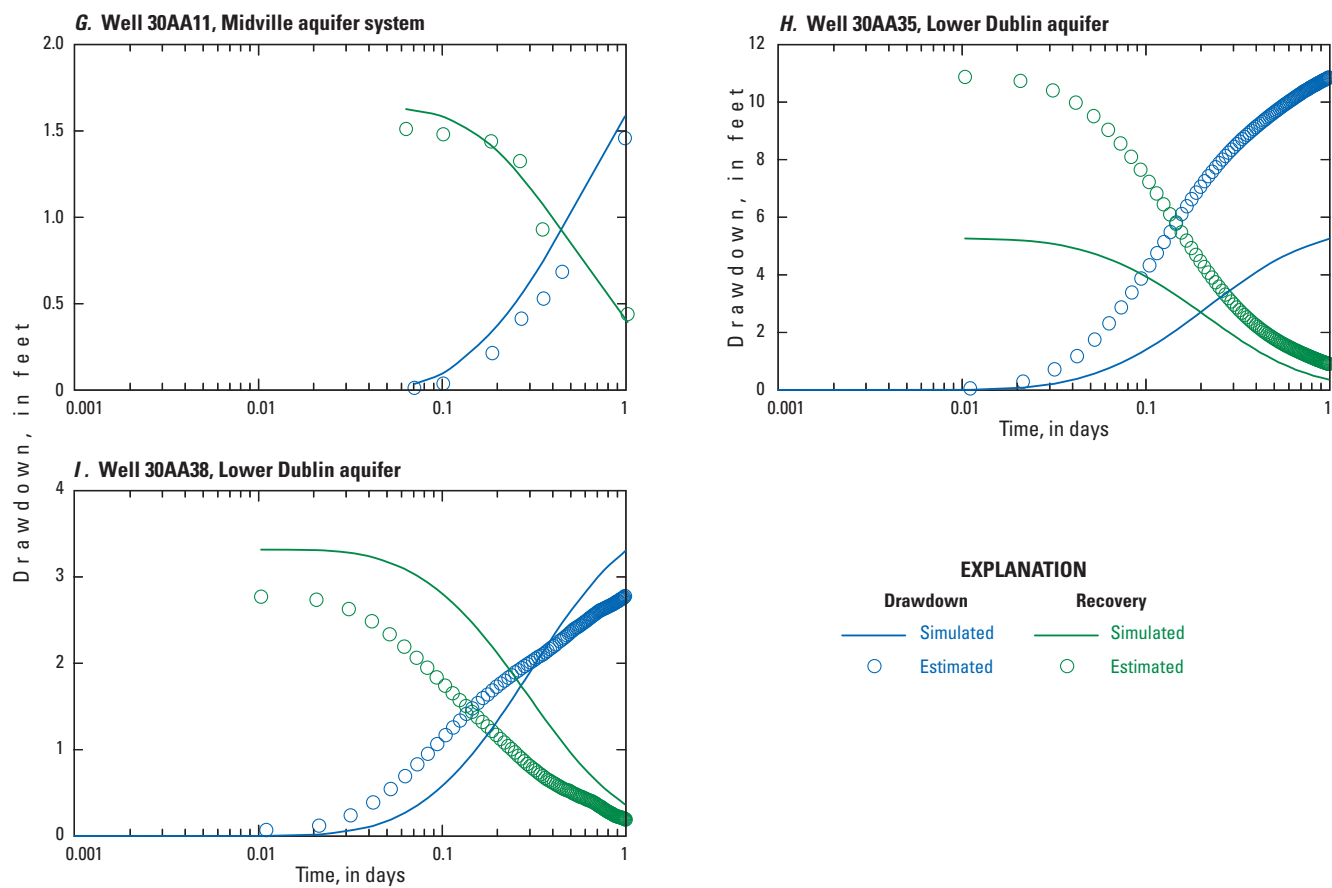 G. Well 30AA11, Midville aquifer system
2.0
1.5
1.0
0.5
0
0.001
0.01
0.1
1
H. Well 30AA35, Lower Dublin aquifer
12
10
8
6
4
2
0
Drawdown, in feet
0.001
0.01
0.1
1
Time, in days
Drawdown, in feet
I. Well 30AA38, Lower Dublin aquifer
4
3
2
1
0
0.001
0.01
0.1
1
Time, in days
EXPLANATION
Drawdown Recovery
Simulated Simulated
Estimated Estimated